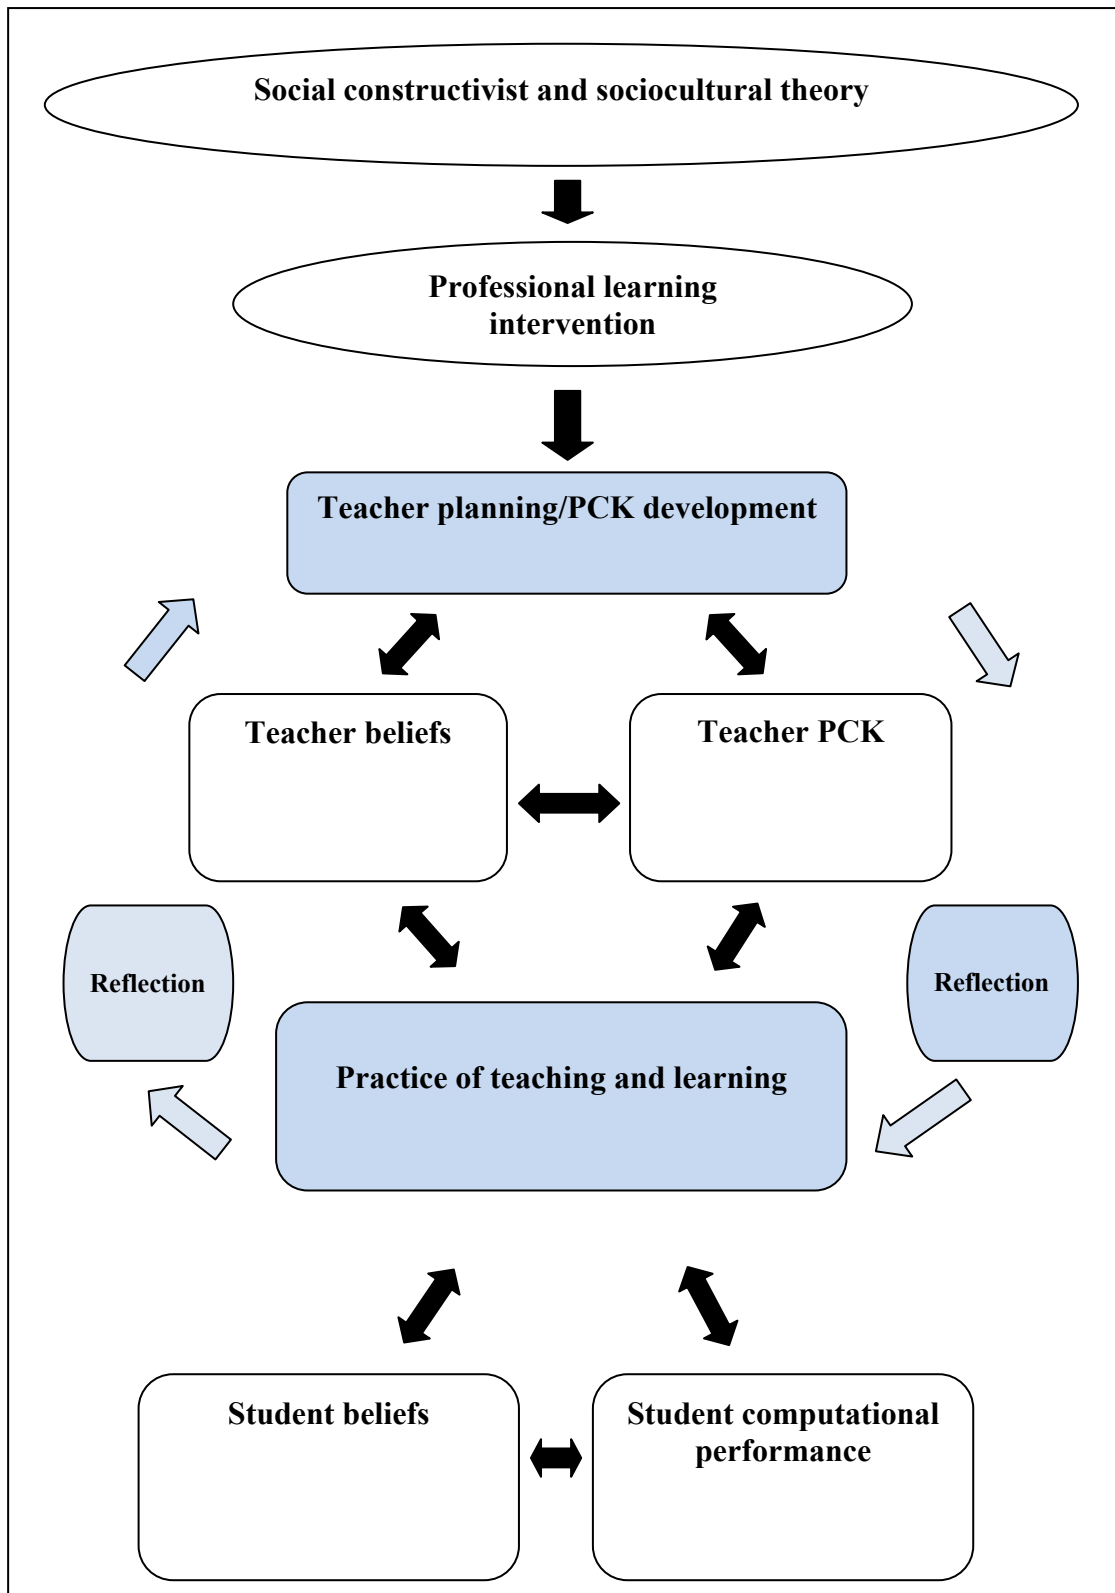 Social constructivist and sociocultural theory
Professional learning
intervention
Teacher planning/PCK development
Teacher beliefs
Teacher PCK
Reflection
Reflection
Practice of teaching and learning
Student beliefs
Student computational
performance